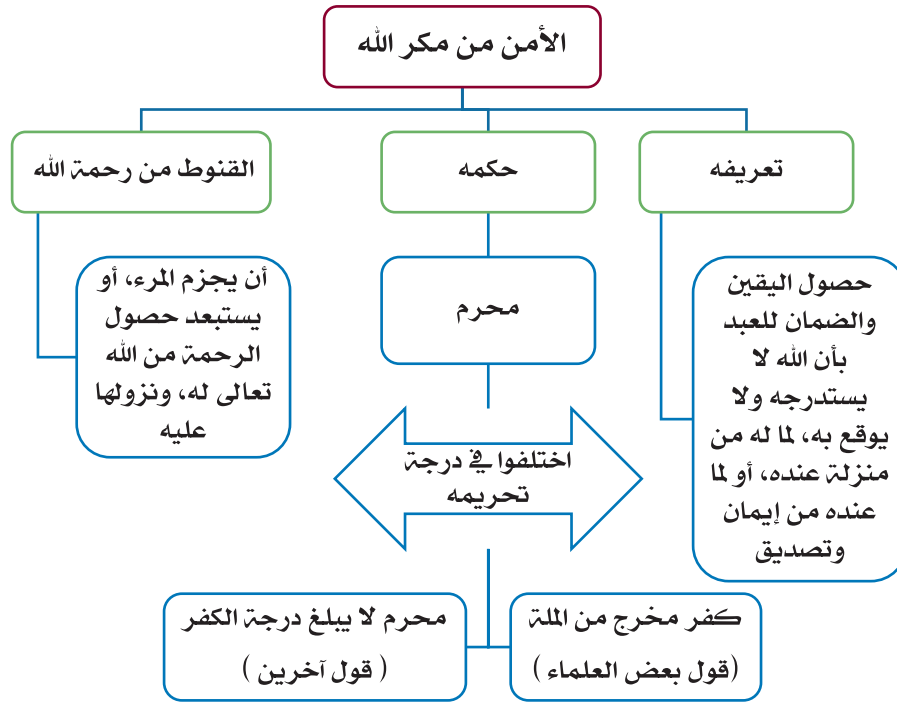 الأمن من مكر الله
تعريفه
حكمه
القنوط من رحمة الله
حصول اليقين
والضمان للعبد
بأن الله لا
يستدرجه ولا
يوقع به، لما له من
منزلة عنده، أو لما
عنده من إيمان
وتصديق
محرم
أن يجزم المرء، أو
يستبعد حصول
الرحمة من الله
تعالى له، ونزولها
عليه
اختلفوا في درجة
تحريمه
كفر مخرج من الملة
(قول بعض العلماء )
محرم لا يبلغ درجة الكفر
( قول آخرين )